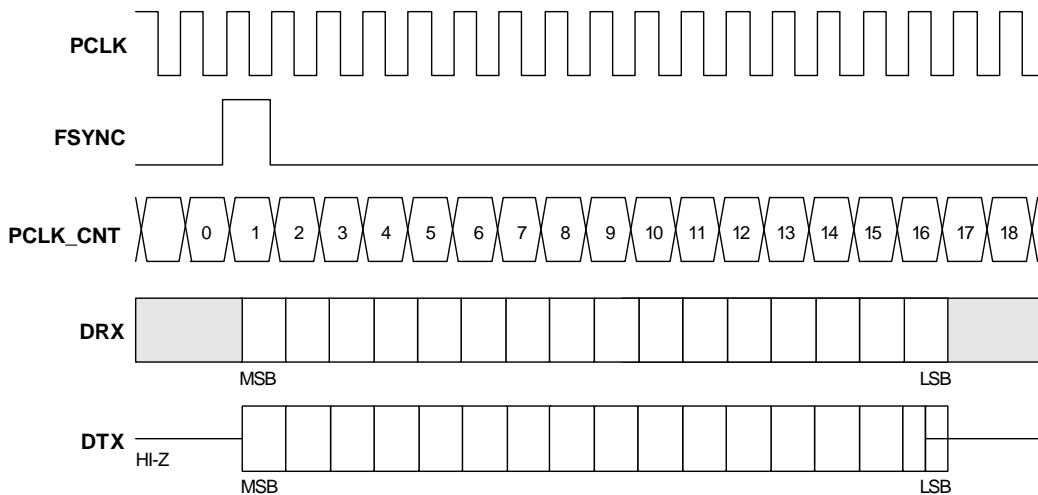 PCLK
FSYNC
PCLK_CNT 0 1 2 3 4 5 6 7 8 9 10 11 12 13 14 15 16 17 18
DRX
MSB LSB
DTX
HI-Z
MSB LSB